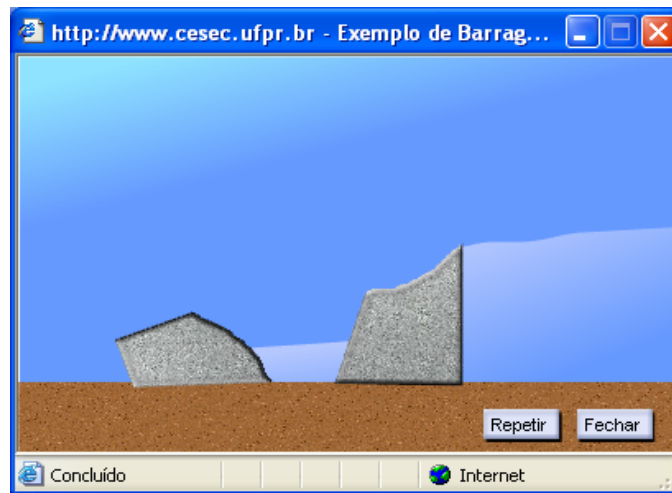 http://www.cesec.ufpr.br - Exemplo de Barrag...
Repetir Fechar
Concluído Internet